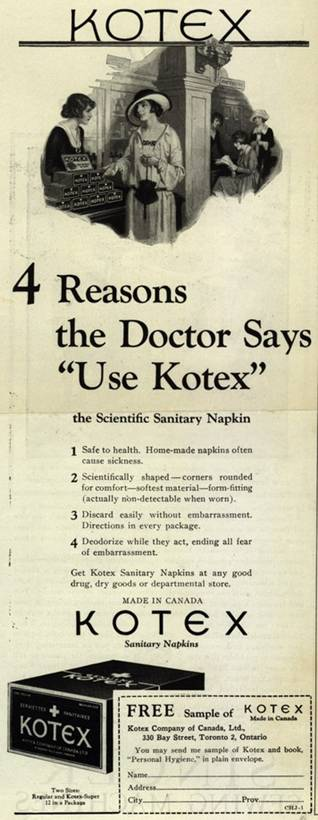 KOTEX
KOTEX
4 Reasons
the Doctor Says
“Use Kotex”
the Scientific Sanitary Napkin
1 Safe to health. Home-made napkins often
cause sickness.
2 Scientifically shaped—corners rounded
for comfort—softest material—form-fitting
(actually non-detectable when worn).
3 Discard easily without embarrassment.
Directions in every package.
4 Deodorize while they act, ending all fear
of embarrassment.
Get Kotex Sanitary Napkins at any good
drug, dry goods or departmental store.
MADE IN CANADA
KOTEX
Sanitary Napkins
SERVIETTES SANITAIRES
KOTEX
Two Sizes:
Regular and Kotex-Super
12 in a Package
FREE Sample of KOTEX
Made in Canada
Kotex Company of Canada, Ltd.,
330 Bay Street, Toronto 2, Ontario
You may send me sample of Kotex and book,
"Personal Hygiene," in plain envelope.
Name
Address
City Prov.
CHJ-1